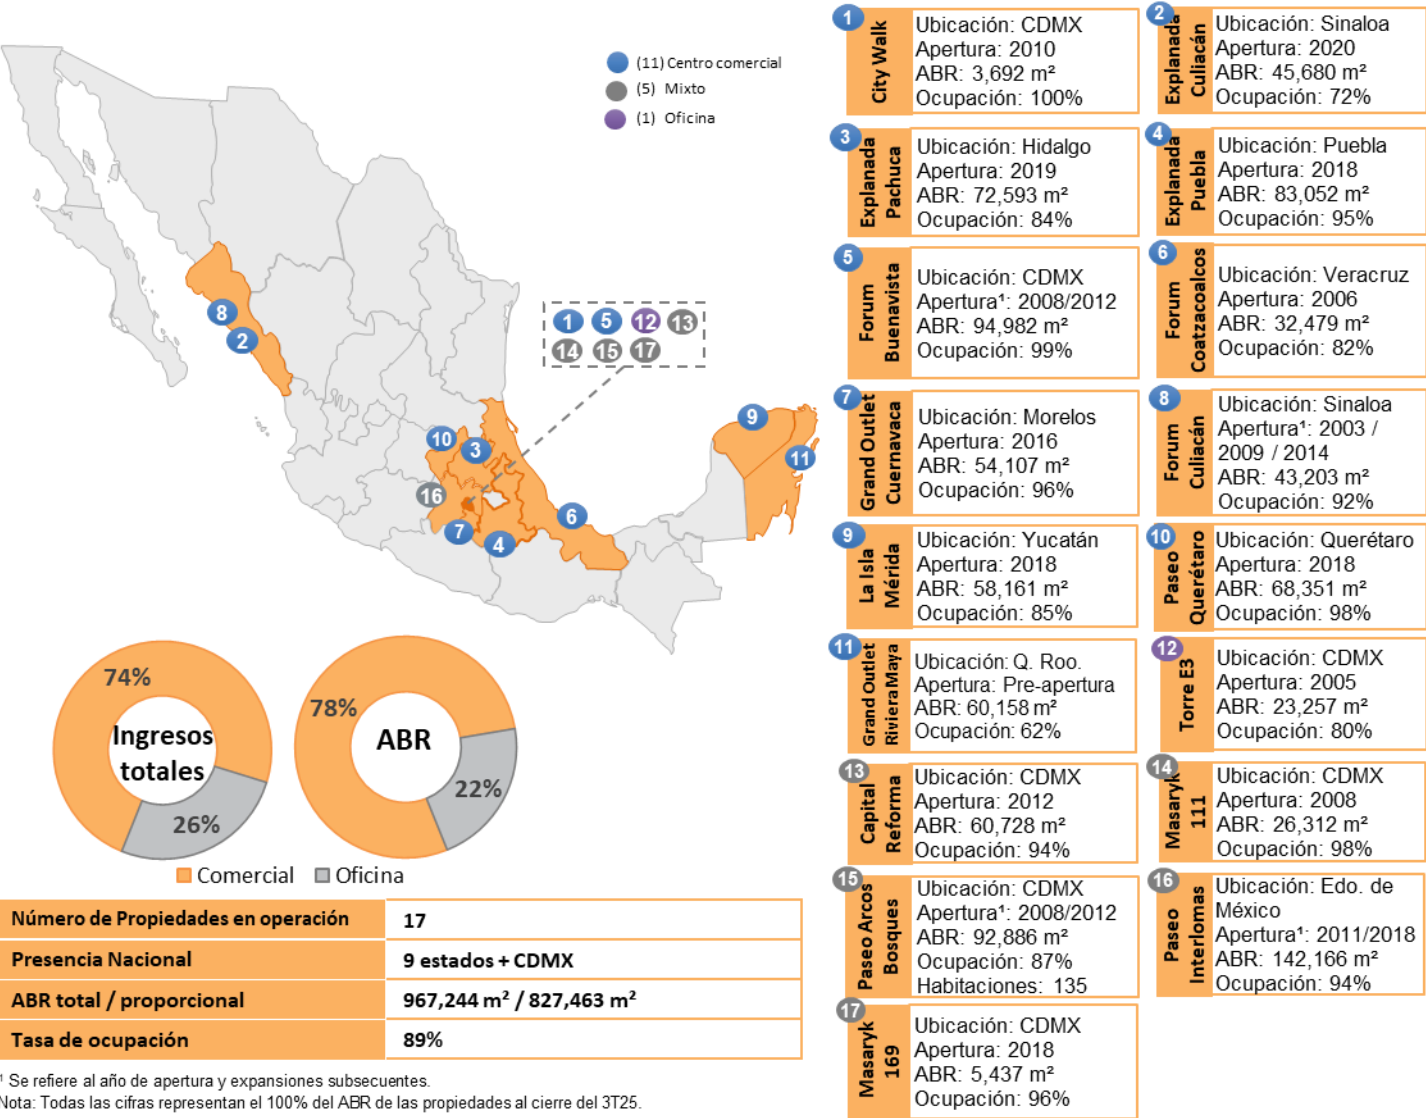 (11) Centro comercial
(5) Mixto
(1) Oficina
8
2
1 5 12 13
14 15 17
10
3
16
7
4
6
9
11
74%
Ingresos
totales
26%
78%
ABR
22%
Comercial Oficina
Número de Propiedades en operación 17
Presencia Nacional 9 estados + CDMX
ABR total / proporcional 967,244 m² / 827,463 m²
Tasa de ocupación 89%
¹ Se refiere al año de apertura y expansiones subsecuentes.
Nota: Todas las cifras representan el 100% del ABR de las propiedades al cierre del 3T25.
1
City Walk
Ubicación: CDMX
Apertura: 2010
ABR: 3,692 m²
Ocupación: 100%
2
Explanada
Culiacán
Ubicación: Sinaloa
Apertura: 2020
ABR: 45,680 m²
Ocupación: 72%
3
Explanada
Pachuca
Ubicación: Hidalgo
Apertura: 2019
ABR: 72,593 m²
Ocupación: 84%
4
Explanada
Puebla
Ubicación: Puebla
Apertura: 2018
ABR: 83,052 m²
Ocupación: 95%
5
Forum
Buenavista
Ubicación: CDMX
Apertura¹: 2008/2012
ABR: 94,982 m²
Ocupación: 99%
6
Forum
Coatzacoalcos
Ubicación: Veracruz
Apertura: 2006
ABR: 32,479 m²
Ocupación: 82%
7
Grand Outlet
Cuernavaca
Ubicación: Morelos
Apertura: 2016
ABR: 54,107 m²
Ocupación: 96%
8
Forum
Culiacán
Ubicación: Sinaloa
Apertura¹: 2003 /
2009 / 2014
ABR: 43,203 m²
Ocupación: 92%
9
La Isla
Mérida
Ubicación: Yucatán
Apertura: 2018
ABR: 58,161 m²
Ocupación: 85%
10
Paseo
Querétaro
Ubicación: Querétaro
Apertura: 2018
ABR: 68,351 m²
Ocupación: 98%
11
Grand Outlet
Riviera Maya
Ubicación: Q. Roo.
Apertura: Pre-apertura
ABR: 60,158 m²
Ocupación: 62%
12
Torre E3
Ubicación: CDMX
Apertura: 2005
ABR: 23,257 m²
Ocupación: 80%
13
Capital
Reforma
Ubicación: CDMX
Apertura: 2012
ABR: 60,728 m²
Ocupación: 94%
14
Masaryk
111
Ubicación: CDMX
Apertura: 2008
ABR: 26,312 m²
Ocupación: 98%
15
Paseo Arcos
Bosques
Ubicación: CDMX
Apertura¹: 2008/2012
ABR: 92,886 m²
Ocupación: 87%
Habitaciones: 135
16
Paseo
Interlomas
Ubicación: Edo. de
México
Apertura¹: 2011/2018
ABR: 142,166 m²
Ocupación: 94%
17
Masaryk
169
Ubicación: CDMX
Apertura: 2018
ABR: 5,437 m²
Ocupación: 96%